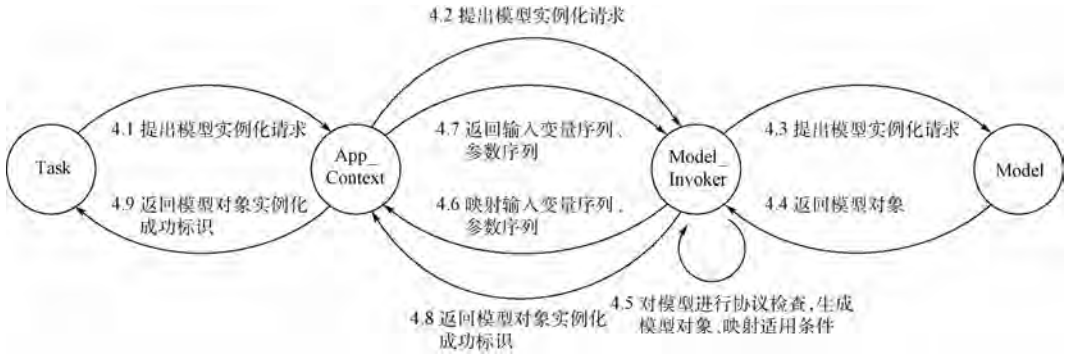 4.2 提出模型实例化请求
4.1 提出模型实例化请求
4.7 返回输入变量序列、
参数序列
4.3 提出模型实例化请求
Task
App_
Context
Model_
Invoker
Model
4.9 返回模型对象实例化
成功标识
4.6 映射输入变量序列、
参数序列
4.4 返回模型对象
4.8 返回模型对象实例化
成功标识
4.5 对模型进行协议检查,生成
模型对象、映射适用条件